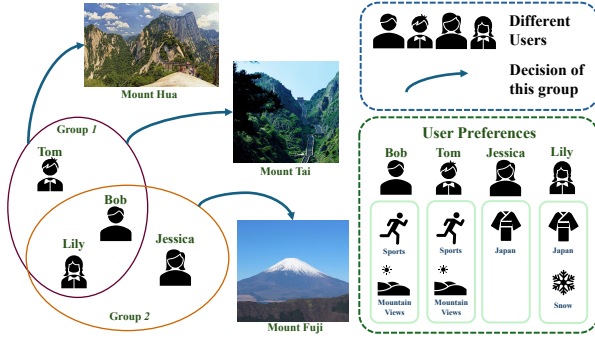 Mount Hua
Group 1
Tom
Bob
Lily
Jessica
Group 2
Mount Tai
Mount Fuji
Different
Users
Decision of
this group
User Preferences
Bob
Tom
Jessica
Lily
Sports
Sports
Japan
Japan
Mountain
Views
Mountain
Views
Snow